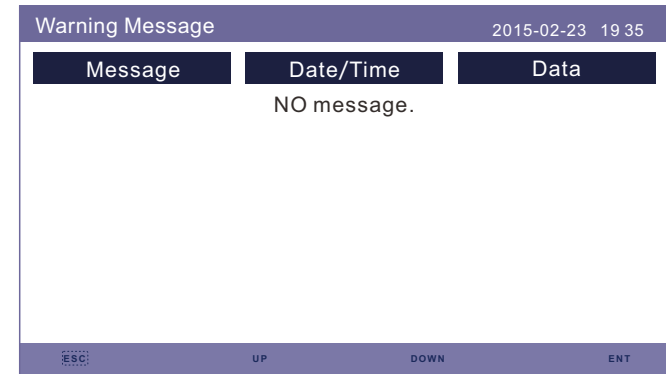 Warning Message 2015-02-23 19 35
Message Date/Time Data
NO message.
ESC UP DOWN ENT